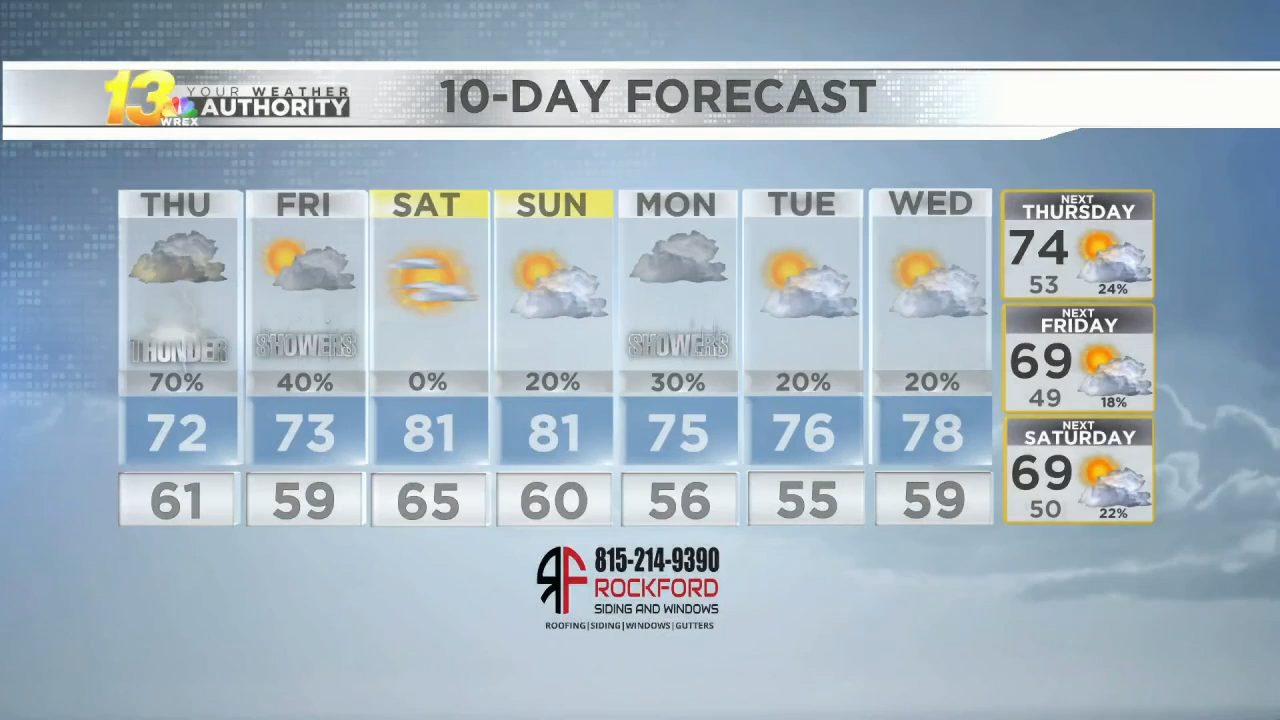 13 YOUR WEATHER
AUTHORITY
WREX
10-DAY FORECAST
THU FRI SAT SUN MON TUE WED
THUNDER SHOWERS SHOWERS
70% 40% 0% 20% 30% 20% 20%
72 73 81 81 75 76 78
61 59 65 60 56 55 59
NEXT
THURSDAY
74
53 24%
NEXT
FRIDAY
69
49 18%
NEXT
SATURDAY
69
50 22%
RF
815-214-9390
ROCKFORD
SIDING AND WINDOWS
ROOFING|SIDING|WINDOWS|GUTTERS